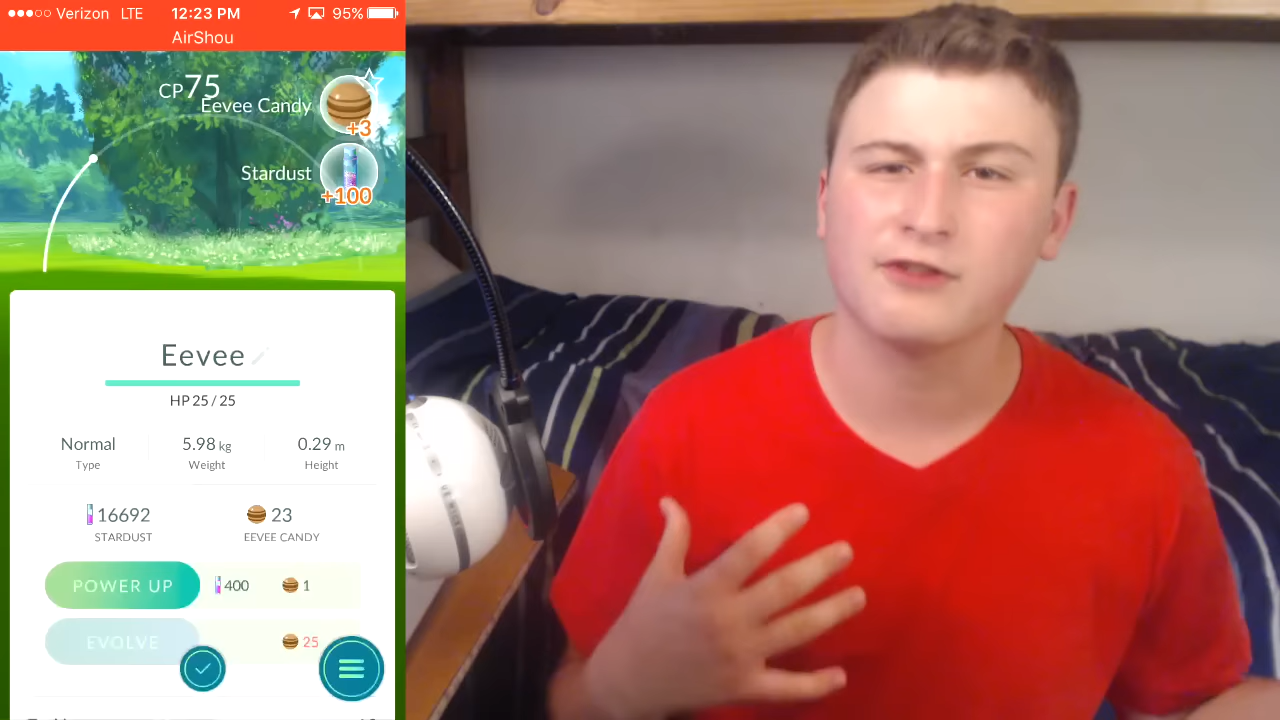 Verizon LTE 12:23 PM 95%
AirShou
CP75
Eevee Candy
+3
Stardust
+100
Eevee
HP 25 / 25
Normal 5.98 kg 0.29 m
Type Weight Height
16692 23
STARDUST EEVEE CANDY
POWER UP 400 1
EVOLVE 25